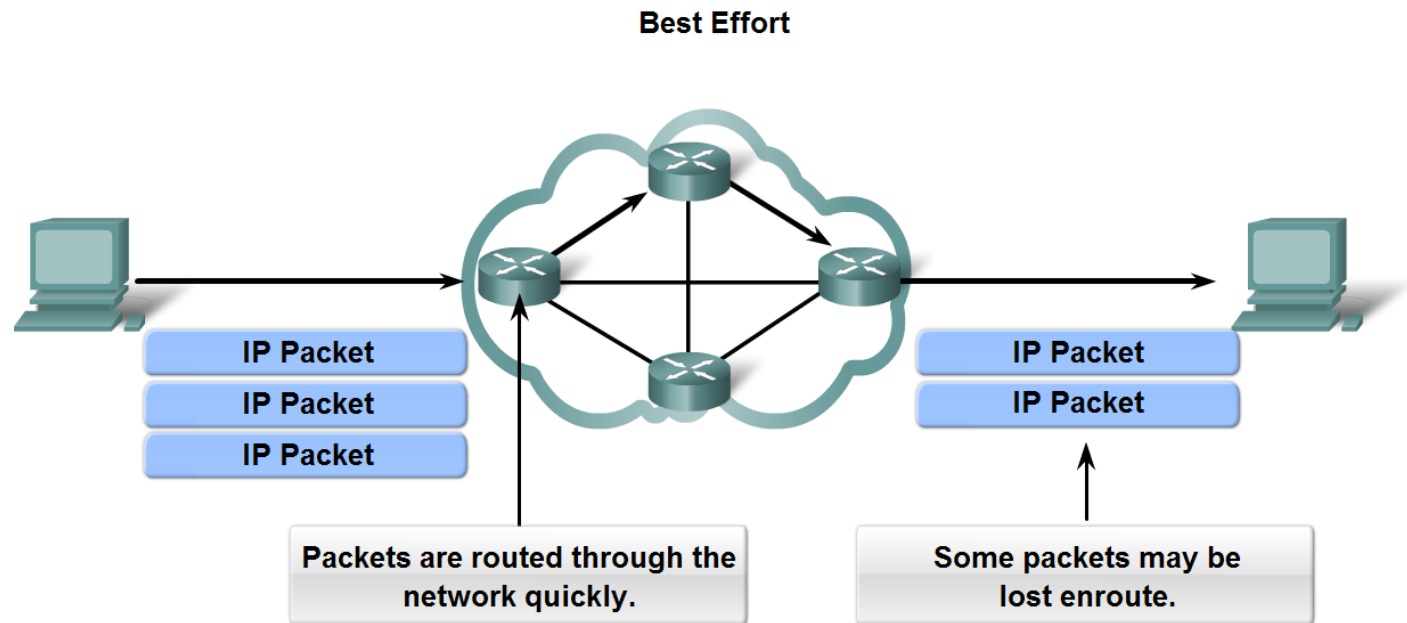 Best Effort
IP Packet
IP Packet
IP Packet
IP Packet
IP Packet
Packets are routed through the
network quickly.
Some packets may be
lost enroute.